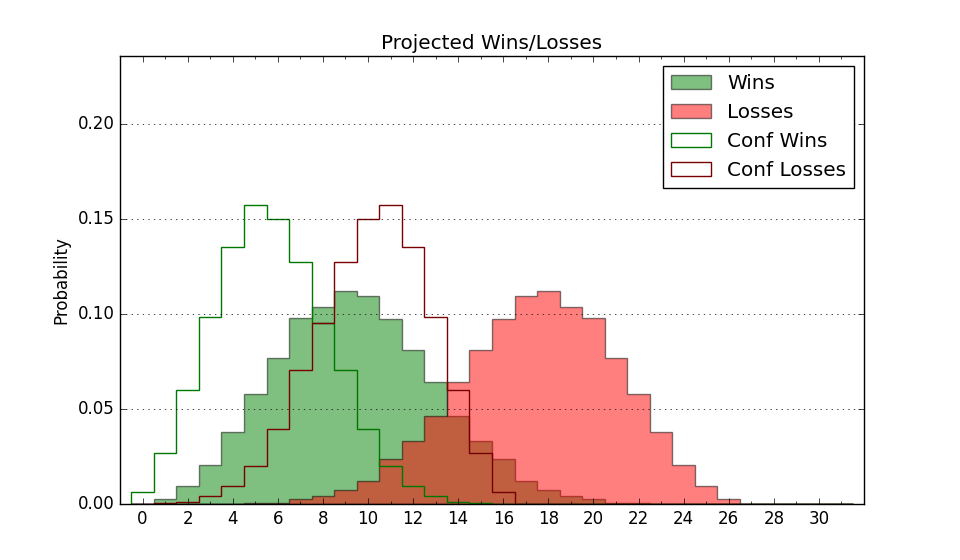 Projected Wins/Losses
Wins
Losses
Conf Wins
Conf Losses
Probability
0.20
0.15
0.10
0.05
0.00
0 2 4 6 8 10 12 14 16 18 20 22 24 26 28 30